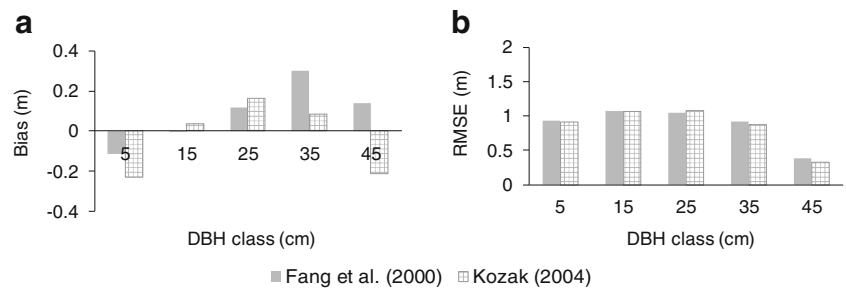 a
0.4
0.2
0
-0.2
-0.4
Bias (m)
5 15 25 35 45
DBH class (cm)
b
2
1.5
1
0.5
0
RMSE (m)
5 15 25 35 45
DBH class (cm)
Fang et al. (2000) Kozak (2004)